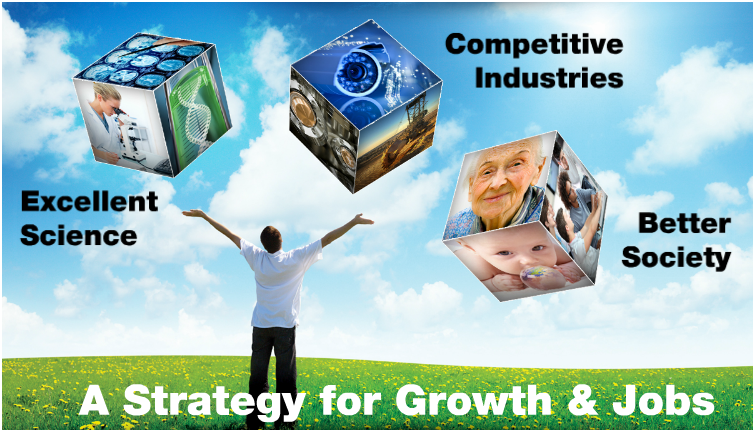 Competitive
Industries
Excellent
Science
Better
Society
A Strategy for Growth & Jobs